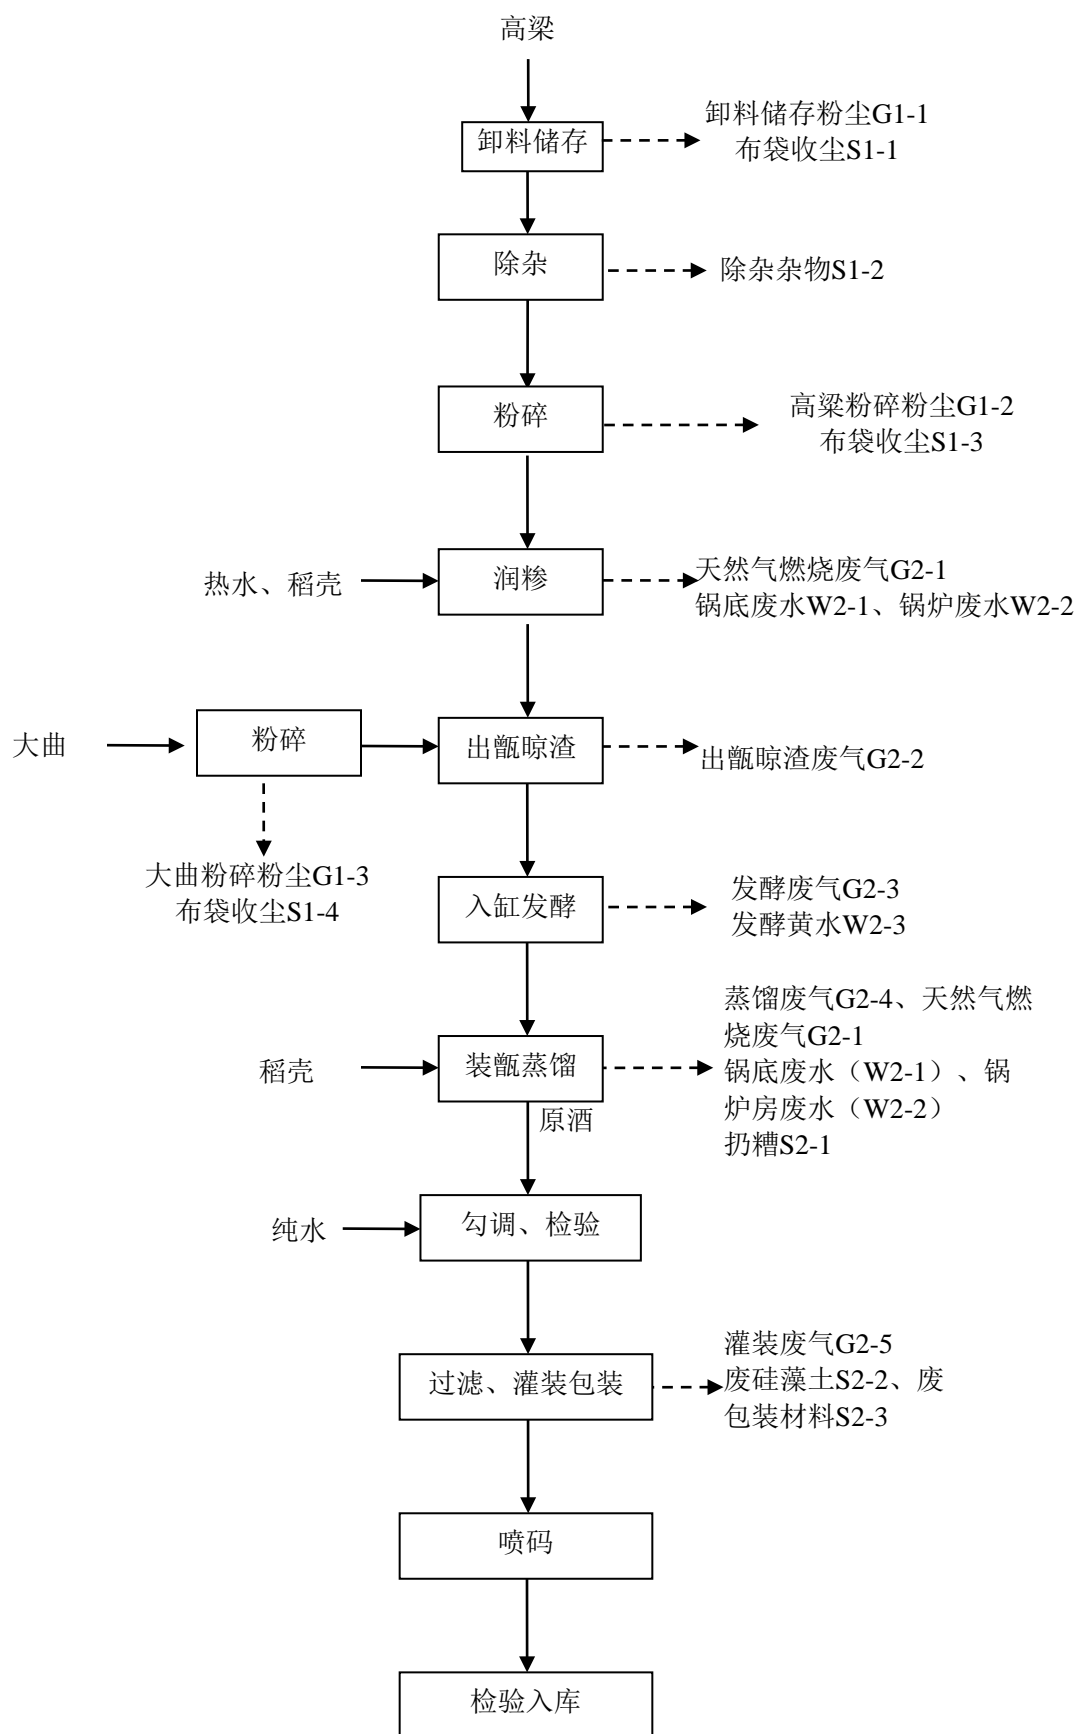 高粱
卸料储存
卸料储存粉尘G1-1
布袋收尘S1-1
除杂
除杂杂物S1-2
粉碎
高粱粉碎粉尘G1-2
布袋收尘S1-3
热水、稻壳
润糁
天然气燃烧废气G2-1
锅底废水W2-1、锅炉废水W2-2
大曲
粉碎
出甑晾渣
出甑晾渣废气G2-2
大曲粉碎粉尘G1-3
布袋收尘S1-4
入缸发酵
发酵废气G2-3
发酵黄水W2-3
稻壳
装甑蒸馏
蒸馏废气G2-4、天然气燃
烧废气G2-1
锅底废水（W2-1）、锅
炉房废水（W2-2）
扔糟S2-1
原酒
纯水
勾调、检验
过滤、灌装包装
灌装废气G2-5
废硅藻土S2-2、废
包装材料S2-3
喷码
检验入库